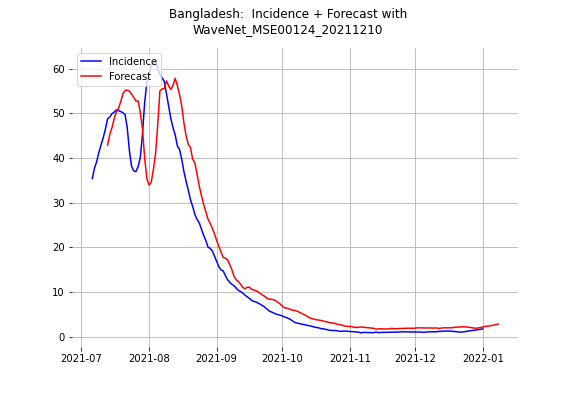 Bangladesh:  Incidence + Forecast with
WaveNet_MSE00124_20211210
Incidence
Forecast
60
50
40
30
20
10
0
2021-07 2021-08 2021-09 2021-10 2021-11 2021-12 2022-01